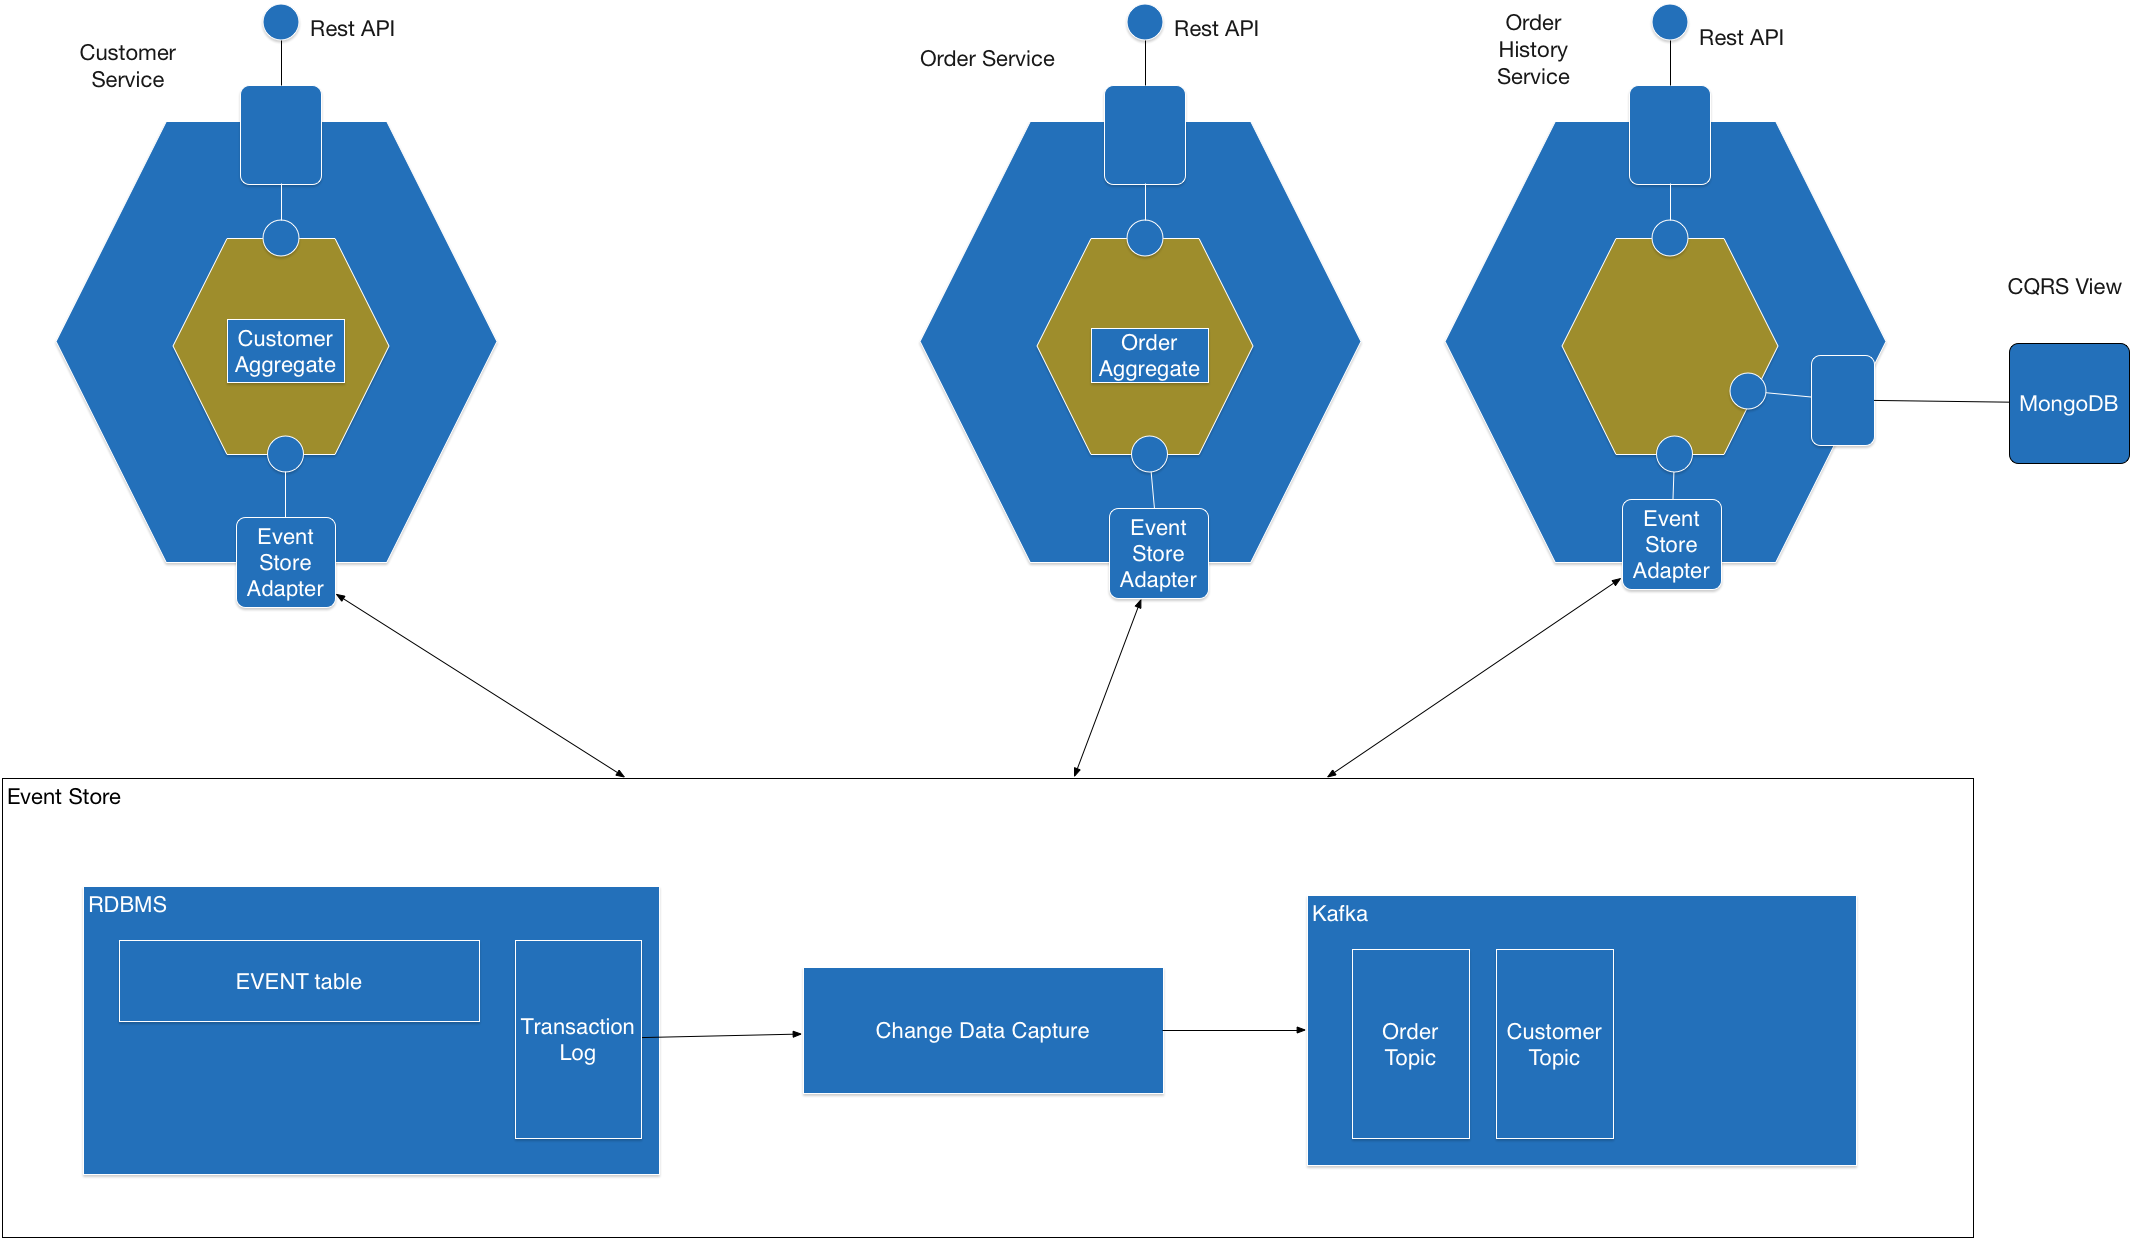 Customer
Service
Rest API
Order Service
Rest API
Order
History
Service
Rest API
Customer
Aggregate
Order
Aggregate
CQRS View
MongoDB
Event
Store
Adapter
Event
Store
Adapter
Event
Store
Adapter
Event Store
RDBMS
EVENT table
Transaction
Log
Change Data Capture
Kafka
Order
Topic
Customer
Topic